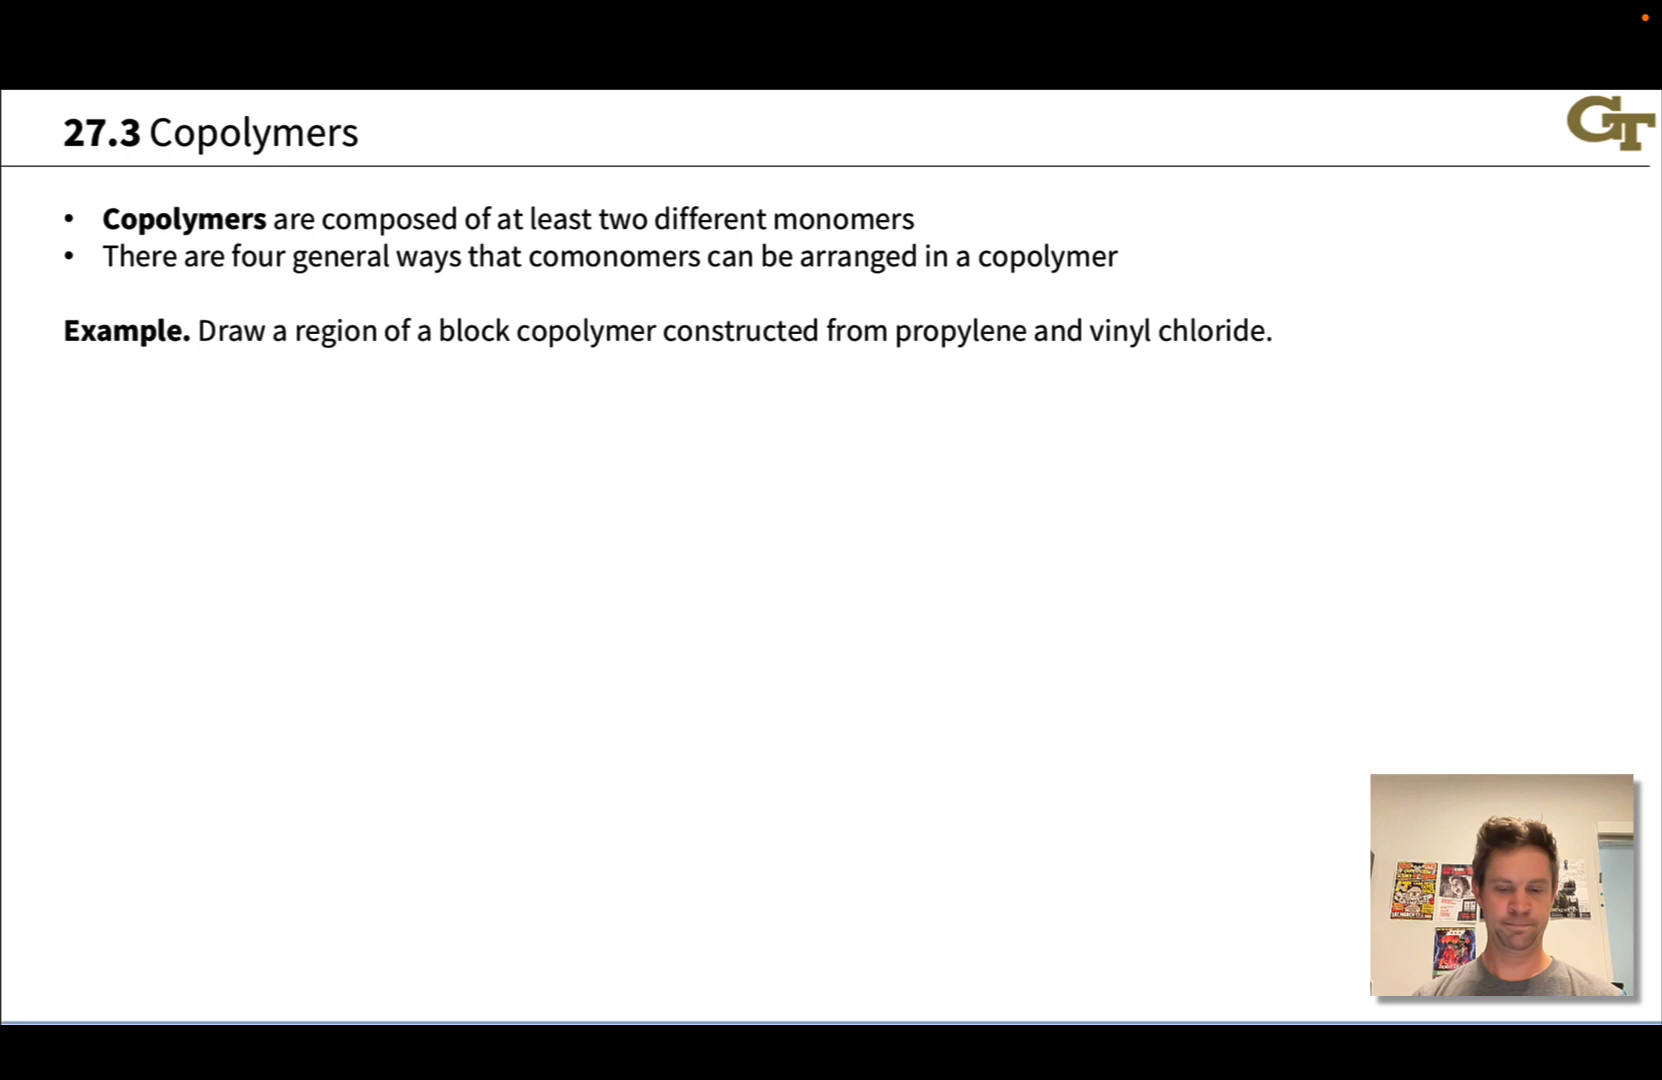 GT
27.3 Copolymers
• Copolymers are composed of at least two different monomers
• There are four general ways that comonomers can be arranged in a copolymer
Example. Draw a region of a block copolymer constructed from propylene and vinyl chloride.